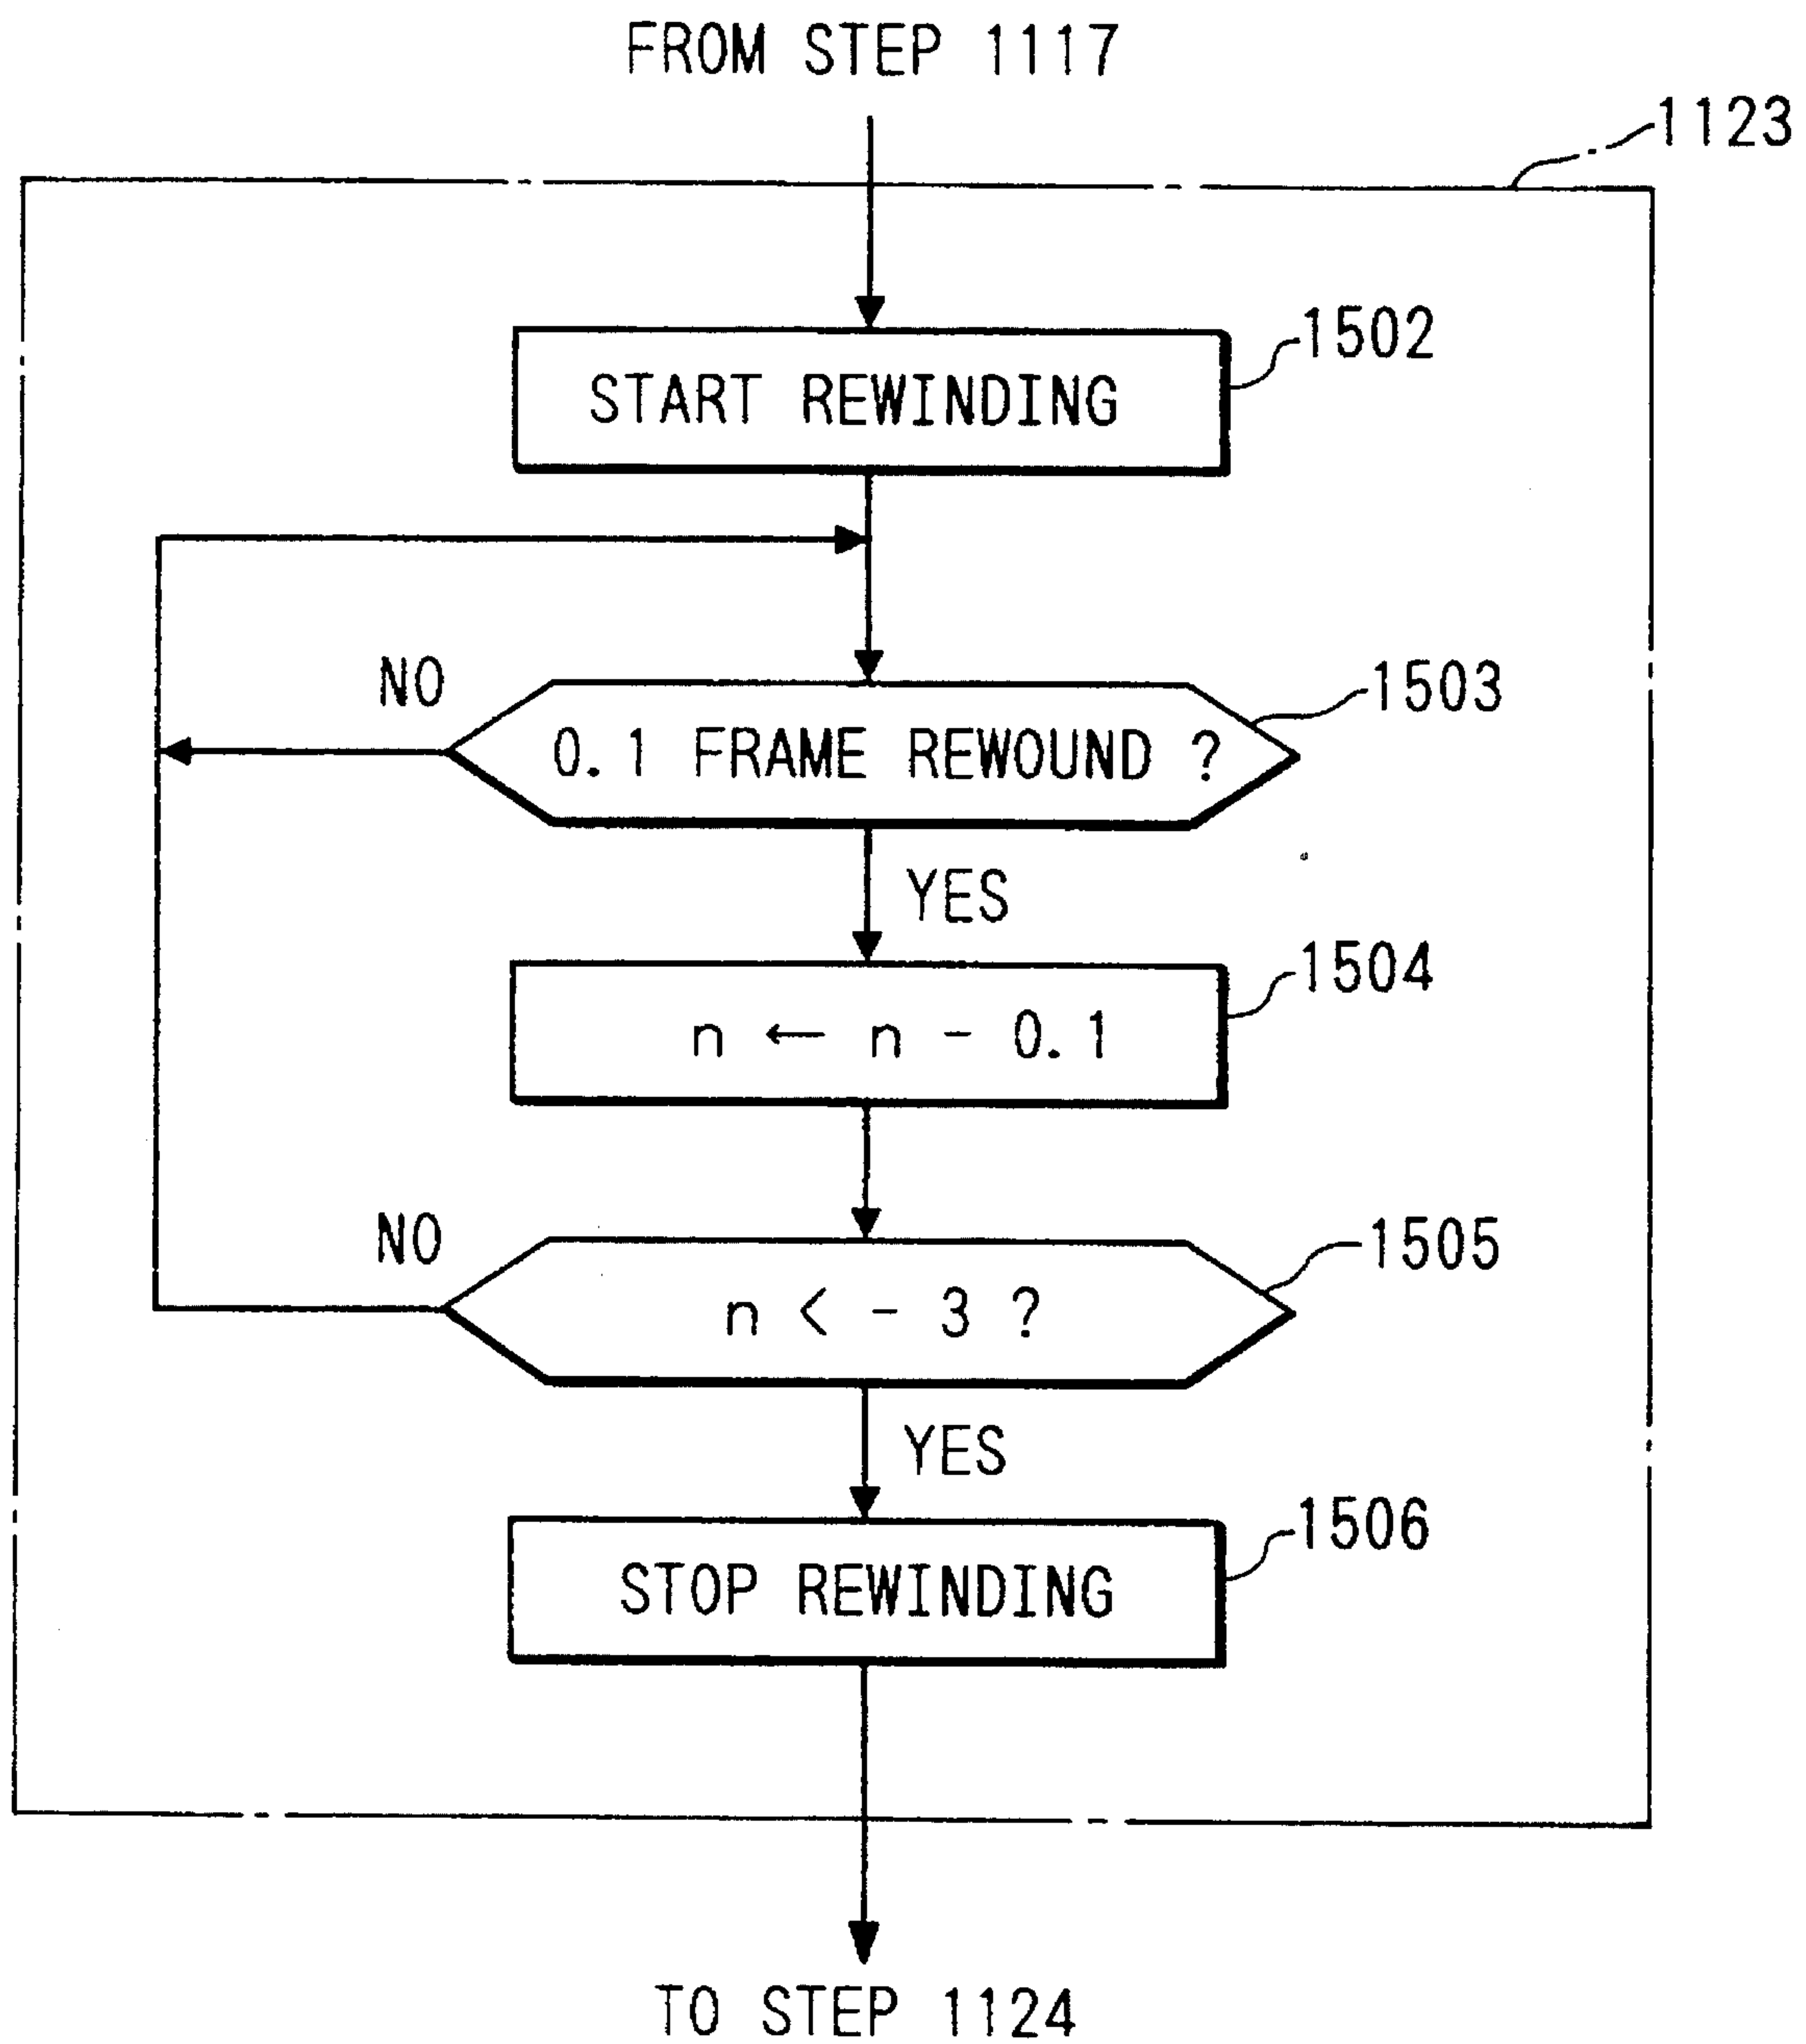 FROM STEP 1117
1123
1502
START REWINDING
NO
1503
0.1 FRAME REWOUND ?
YES
1504
n ← n - 0.1
NO
1505
n < - 3 ?
YES
1506
STOP REWINDING
TO STEP 1124